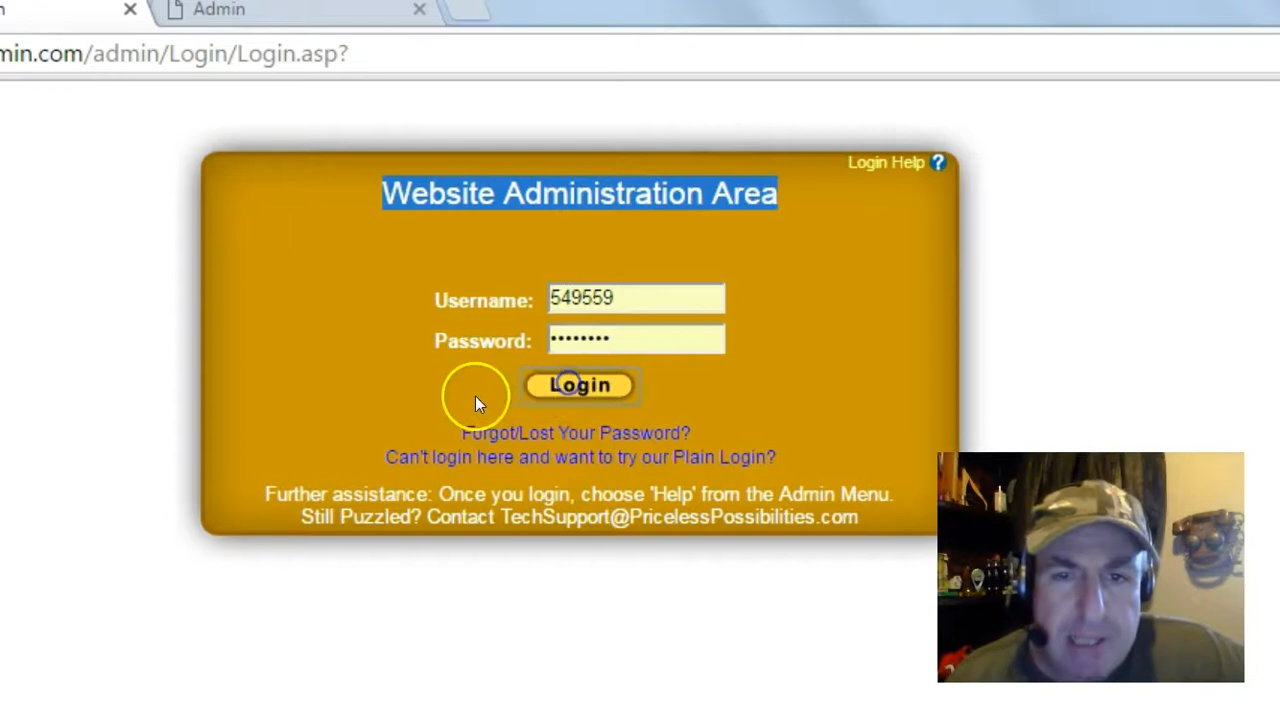 Admin
min.com/admin/Login/Login.asp?
Login Help ?
Website Administration Area
Username: 549559
Password: ••••••••
Login
Forgot/Lost Your Password?
Can't login here and want to try our Plain Login?
Further assistance: Once you login, choose 'Help' from the Admin Menu.
Still Puzzled? Contact TechSupport@PricelessPossibilities.com